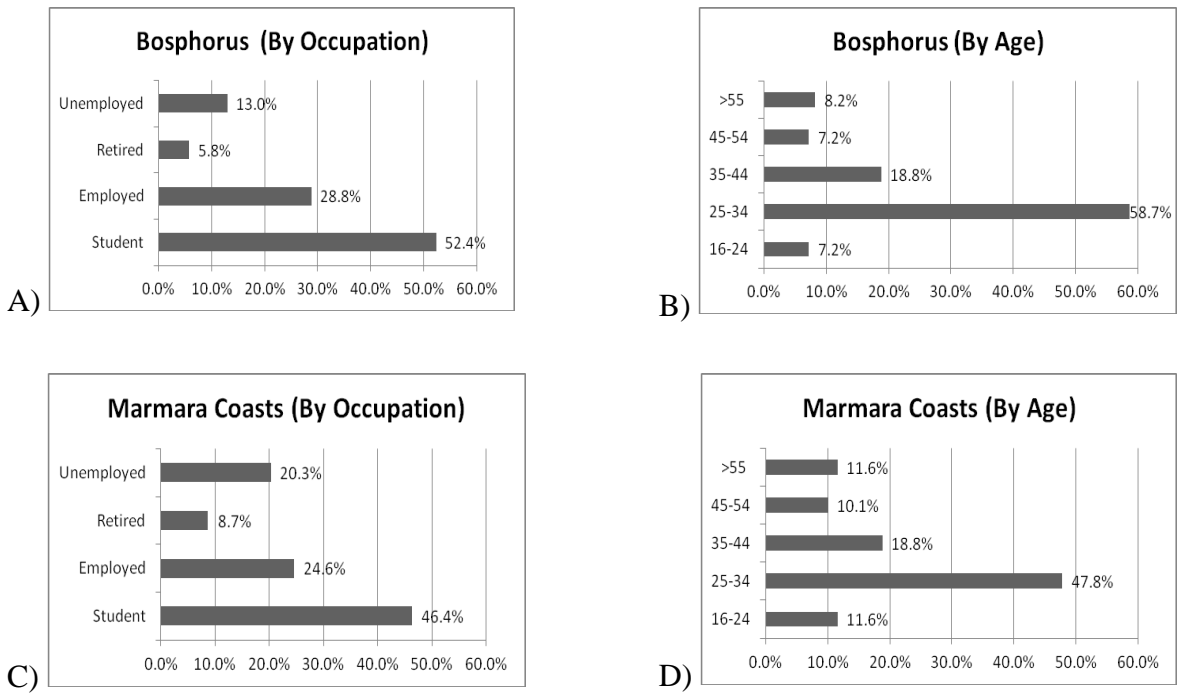 Bosphorus (By Occupation)
Unemployed 13.0%
Retired 5.8%
Employed 28.8%
Student 52.4%
0.0% 10.0% 20.0% 30.0% 40.0% 50.0% 60.0%
A)
Bosphorus (By Age)
>55 8.2%
45-54 7.2%
35-44 18.8%
25-34 58.7%
16-24 7.2%
0.0% 10.0% 20.0% 30.0% 40.0% 50.0% 60.0%
B)
Marmara Coasts (By Occupation)
Unemployed 20.3%
Retired 8.7%
Employed 24.6%
Student 46.4%
0.0% 10.0% 20.0% 30.0% 40.0% 50.0% 60.0%
C)
Marmara Coasts (By Age)
>55 11.6%
45-54 10.1%
35-44 18.8%
25-34 47.8%
16-24 11.6%
0.0% 10.0% 20.0% 30.0% 40.0% 50.0% 60.0%
D)